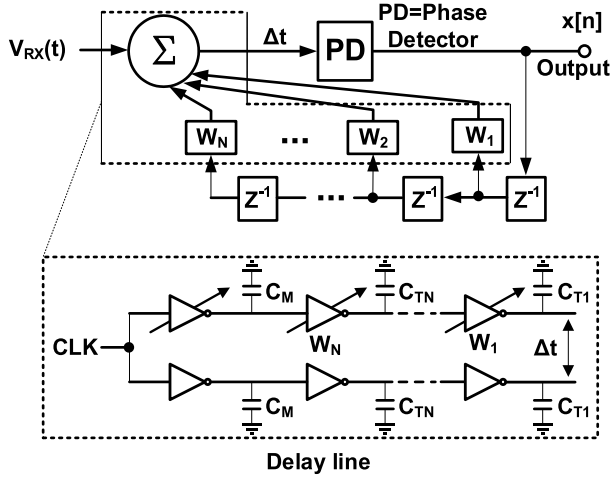 PD=Phase Detector
x[n]
V_RX(t)
Σ
Δt
PD
Output
W_N
...
W_2
W_1
Z^-1
...
Z^-1
Z^-1
C_M
C_TN
C_T1
CLK
W_N
W_1
Δt
C_M
C_TN
C_T1
Delay line